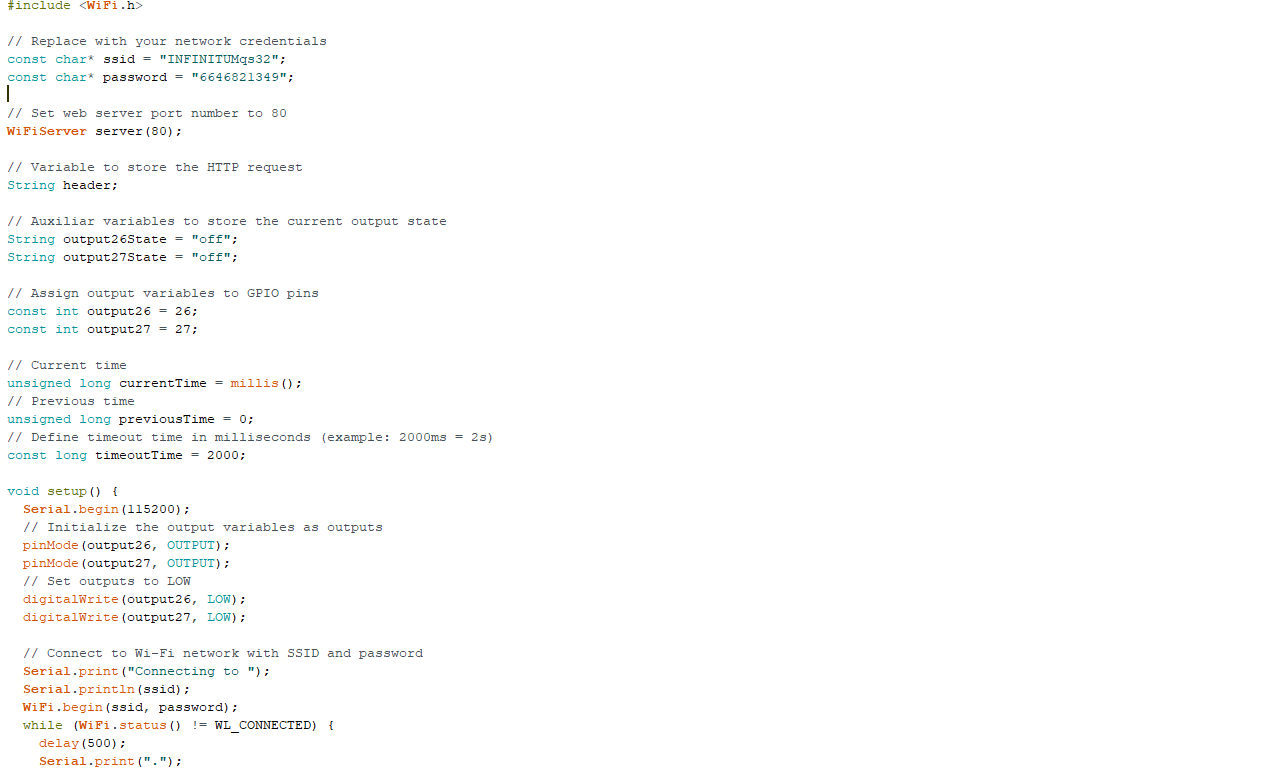 #include <WiFi.h>

// Replace with your network credentials
const char* ssid = "INFINITUMqs32";
const char* password = "6646821349";

// Set web server port number to 80
WiFiServer server(80);

// Variable to store the HTTP request
String header;

// Auxiliar variables to store the current output state
String output26State = "off";
String output27State = "off";

// Assign output variables to GPIO pins
const int output26 = 26;
const int output27 = 27;

// Current time
unsigned long currentTime = millis();
// Previous time
unsigned long previousTime = 0;
// Define timeout time in milliseconds (example: 2000ms = 2s)
const long timeoutTime = 2000;

void setup() {
  Serial.begin(115200);
  // Initialize the output variables as outputs
  pinMode(output26, OUTPUT);
  pinMode(output27, OUTPUT);
  // Set outputs to LOW
  digitalWrite(output26, LOW);
  digitalWrite(output27, LOW);

  // Connect to Wi-Fi network with SSID and password
  Serial.print("Connecting to ");
  Serial.println(ssid);
  WiFi.begin(ssid, password);
  while (WiFi.status() != WL_CONNECTED) {
    delay(500);
    Serial.print(".");